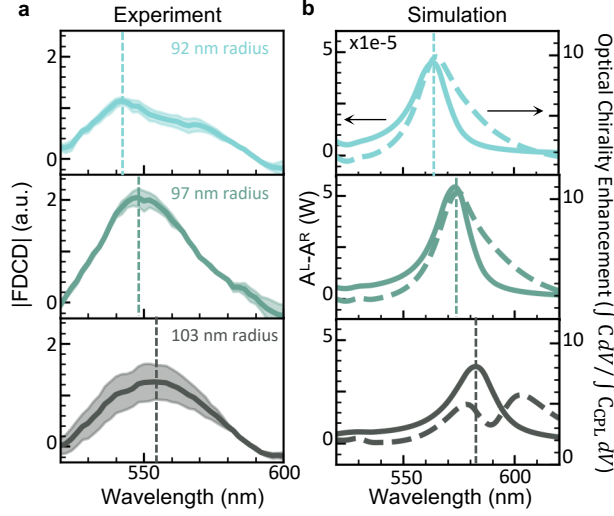 a
Experiment
b
Simulation
92 nm radius
x1e-5
2
0
5
0
10
0
97 nm radius
2
0
5
0
10
0
103 nm radius
2
0
5
0
10
0
550
600
550
600
Wavelength (nm)
Wavelength (nm)
|FDCD| (a.u.)
Aᴸ-Aᴿ (W)
Optical Chirality Enhancement (∫ C dV / ∫ C_CPL dV)